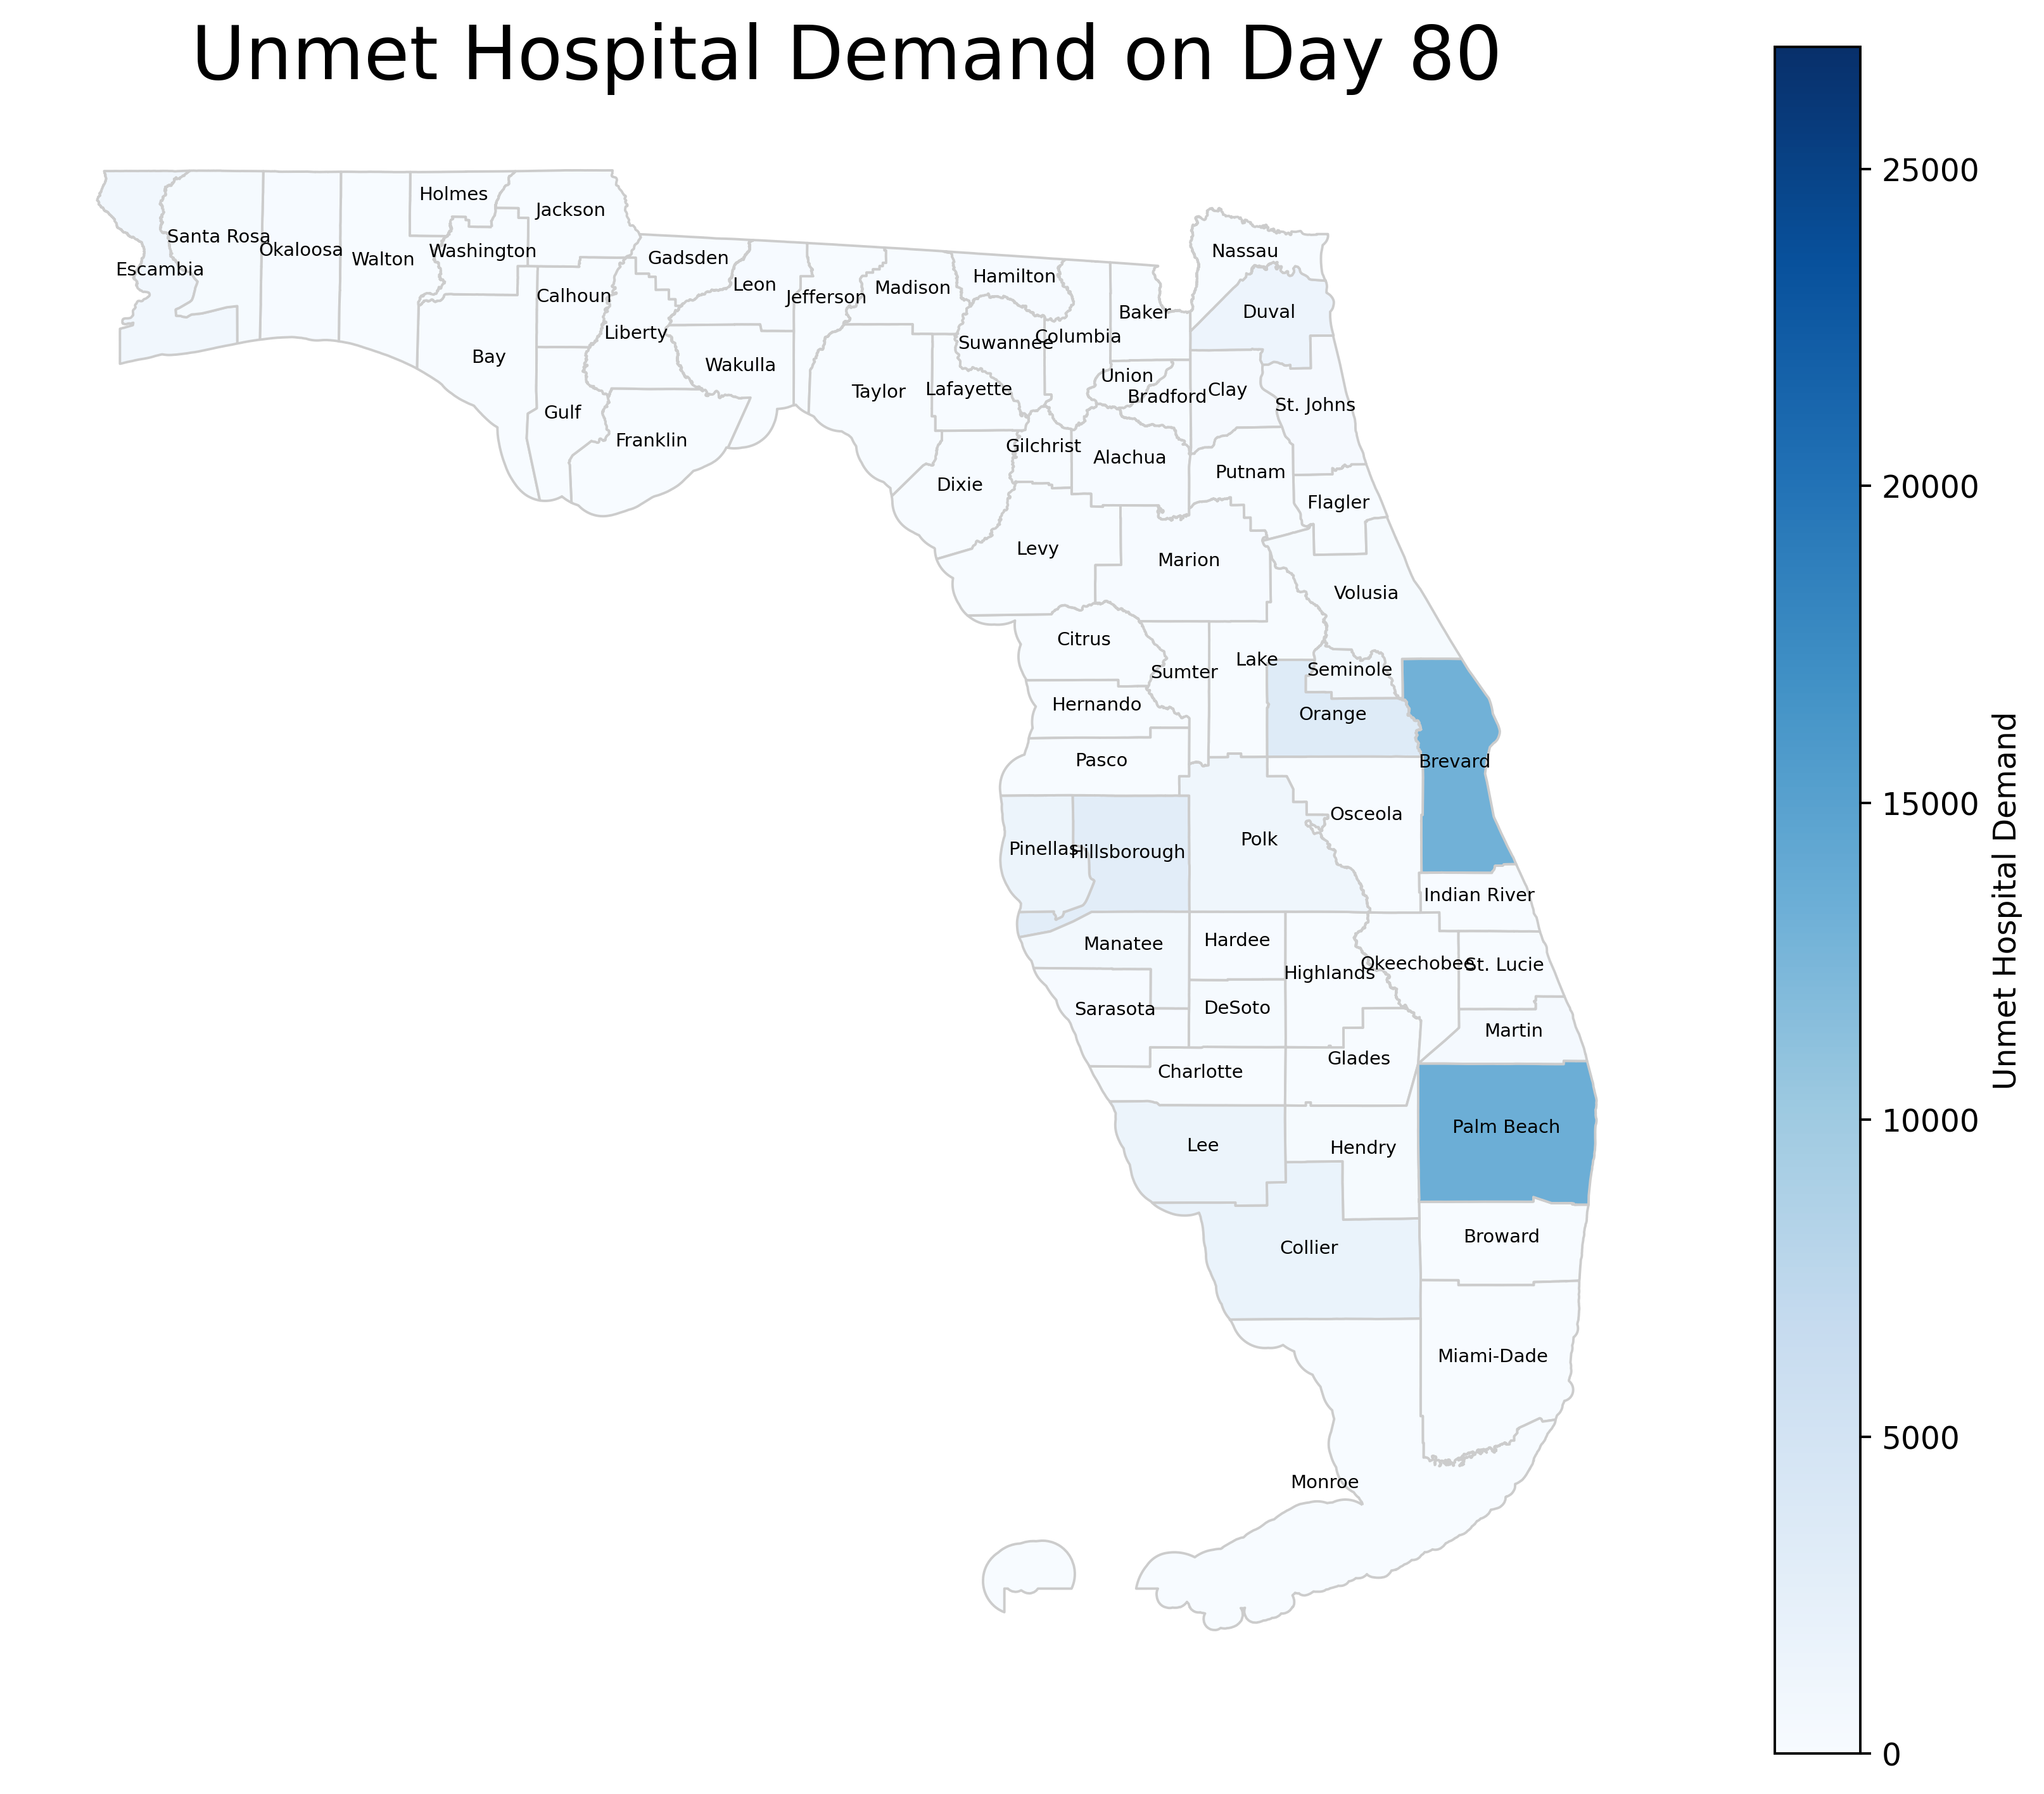 Unmet Hospital Demand on Day 80
Holmes
Jackson
Santa Rosa
Okaloosa
Walton
Washington
Escambia
Gadsden
Leon
Jefferson
Madison
Hamilton
Nassau
Calhoun
Liberty
Bay
Wakulla
Gulf
Franklin
Taylor
Lafayette
Suwannee
Columbia
Baker
Duval
Union
Bradford
Clay
St. Johns
Gilchrist
Alachua
Putnam
Dixie
Flagler
Levy
Marion
Volusia
Citrus
Sumter
Lake
Seminole
Hernando
Orange
Pasco
Brevard
Osceola
Polk
Pinellas
Hillsborough
Indian River
Manatee
Hardee
Highlands
Okeechobee
St. Lucie
Sarasota
DeSoto
Martin
Charlotte
Glades
Lee
Hendry
Palm Beach
Collier
Broward
Miami-Dade
Monroe
25000
20000
15000
10000
5000
0
Unmet Hospital Demand